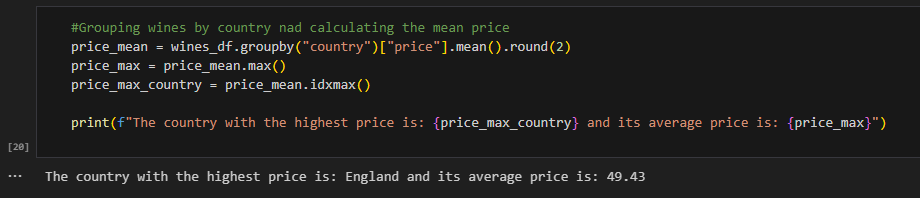 #Grouping wines by country nad calculating the mean price
price_mean = wines_df.groupby("country")["price"].mean().round(2)
price_max = price_mean.max()
price_max_country = price_mean.idxmax()
print(f"The country with the highest price is: {price_max_country} and its average price is: {price_max}")
[20]
... The country with the highest price is: England and its average price is: 49.43